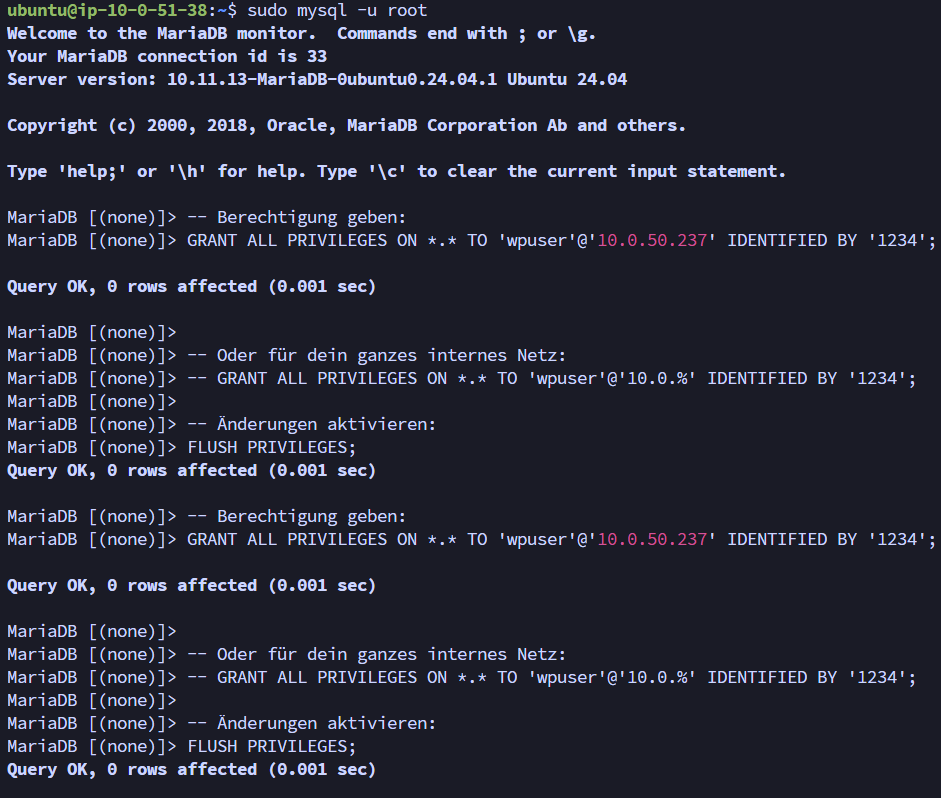 ubuntu@ip-10-0-51-38:~$ sudo mysql -u root
Welcome to the MariaDB monitor.  Commands end with ; or \g.
Your MariaDB connection id is 33
Server version: 10.11.13-MariaDB-0ubuntu0.24.04.1 Ubuntu 24.04
Copyright (c) 2000, 2018, Oracle, MariaDB Corporation Ab and others.
Type 'help;' or '\h' for help. Type '\c' to clear the current input statement.
MariaDB [(none)]> -- Berechtigung geben:
MariaDB [(none)]> GRANT ALL PRIVILEGES ON *.* TO 'wpuser'@'10.0.50.237' IDENTIFIED BY '1234';
Query OK, 0 rows affected (0.001 sec)
MariaDB [(none)]>
MariaDB [(none)]> -- Oder für dein ganzes internes Netz:
MariaDB [(none)]> -- GRANT ALL PRIVILEGES ON *.* TO 'wpuser'@'10.0.%' IDENTIFIED BY '1234';
MariaDB [(none)]>
MariaDB [(none)]> -- Änderungen aktivieren:
MariaDB [(none)]> FLUSH PRIVILEGES;
Query OK, 0 rows affected (0.001 sec)
MariaDB [(none)]> -- Berechtigung geben:
MariaDB [(none)]> GRANT ALL PRIVILEGES ON *.* TO 'wpuser'@'10.0.50.237' IDENTIFIED BY '1234';
Query OK, 0 rows affected (0.001 sec)
MariaDB [(none)]>
MariaDB [(none)]> -- Oder für dein ganzes internes Netz:
MariaDB [(none)]> -- GRANT ALL PRIVILEGES ON *.* TO 'wpuser'@'10.0.%' IDENTIFIED BY '1234';
MariaDB [(none)]>
MariaDB [(none)]> -- Änderungen aktivieren:
MariaDB [(none)]> FLUSH PRIVILEGES;
Query OK, 0 rows affected (0.001 sec)